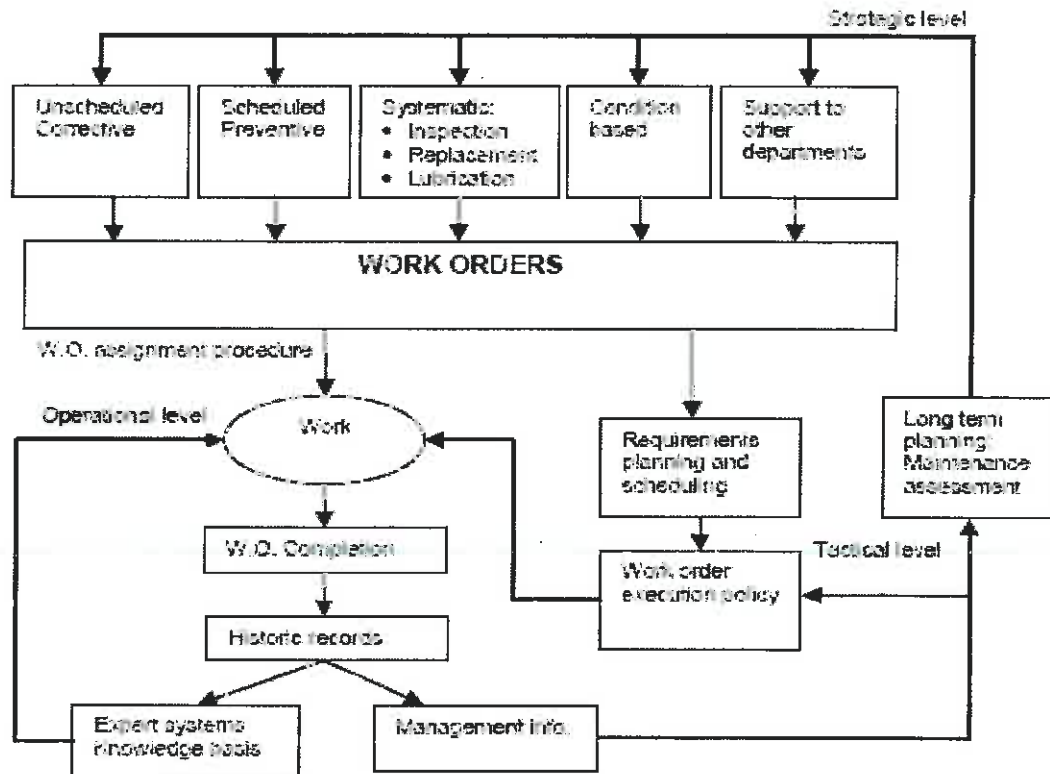 Strategic level
Unscheduled
Corrective
Scheduled
Preventive
Systematic:
• Inspection
• Replacement
• Lubrication
Condition
based
Support to
other
departments
WORK ORDERS
W.O. assignment procedure
Operational level
Work
Requirements
planning and
scheduling
Long term
planning:
Maintenance
assessment
W.O. Completion
Tactical level
Work order
execution policy
Historic records
Expert systems
Knowledge basis
Management info.